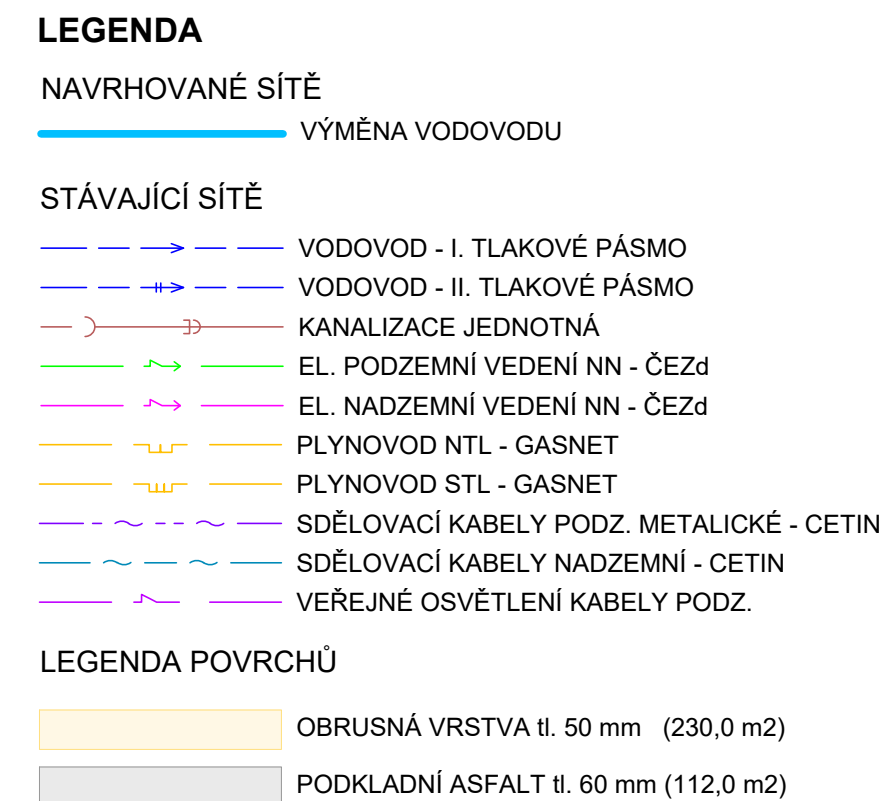 LEGENDA
NAVRHOVANÉ SÍTĚ
VÝMĚNA VODOVODU
STÁVAJÍCÍ SÍTĚ
VODOVOD - I. TLAKOVÉ PÁSMO
VODOVOD - II. TLAKOVÉ PÁSMO
KANALIZACE JEDNOTNÁ
EL. PODZEMNÍ VEDENÍ NN - ČEZd
EL. NADZEMNÍ VEDENÍ NN - ČEZd
PLYNOVOD NTL - GASNET
PLYNOVOD STL - GASNET
SDĚLOVACÍ KABELY PODZ. METALICKÉ - CETIN
SDĚLOVACÍ KABELY NADZEMNÍ - CETIN
VEŘEJNÉ OSVĚTLENÍ KABELY PODZ.
LEGENDA POVRCHŮ
OBRUSNÁ VRSTVA tl. 50 mm (230,0 m2)
PODKLADNÍ ASFALT tl. 60 mm (112,0 m2)